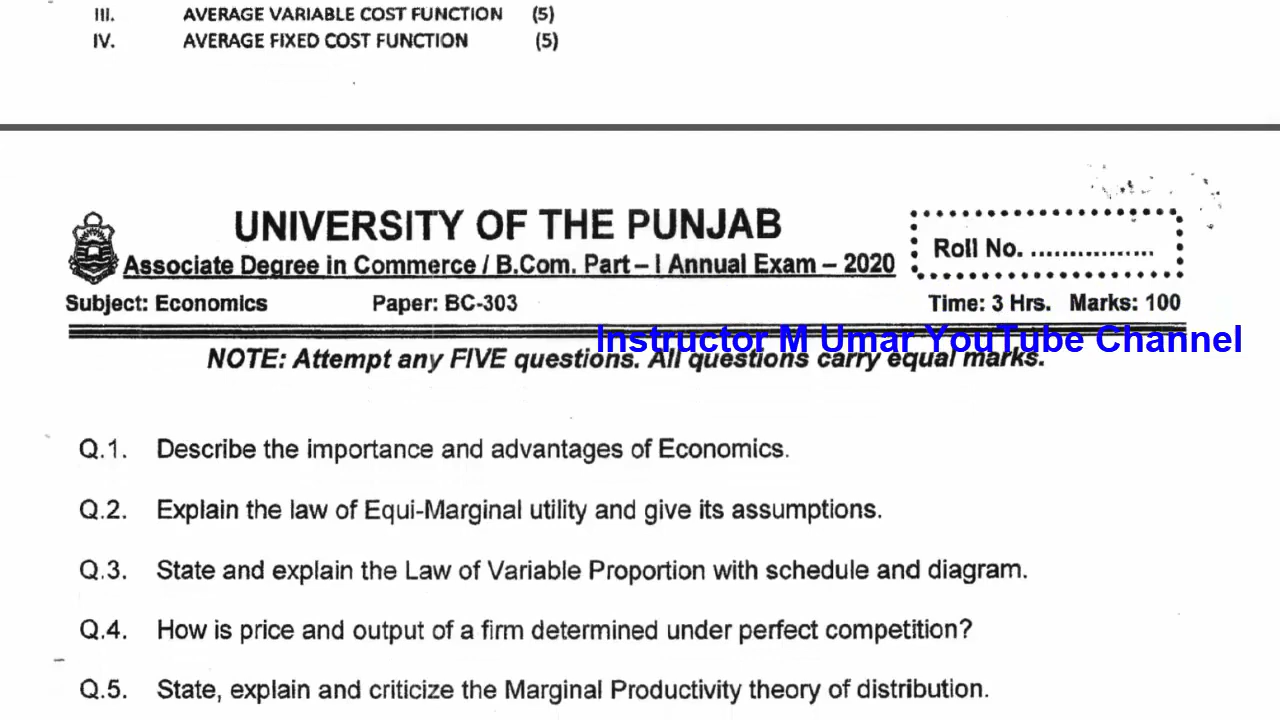 III. AVERAGE VARIABLE COST FUNCTION (5)
IV. AVERAGE FIXED COST FUNCTION (5)
UNIVERSITY OF THE PUNJAB
Associate Degree in Commerce / B.Com. Part – I Annual Exam – 2020
Roll No. .................
Subject: Economics Paper: BC-303 Time: 3 Hrs. Marks: 100
Instructor M Umar YouTube Channel
NOTE: Attempt any FIVE questions. All questions carry equal marks.
Q.1. Describe the importance and advantages of Economics.
Q.2. Explain the law of Equi-Marginal utility and give its assumptions.
Q.3. State and explain the Law of Variable Proportion with schedule and diagram.
Q.4. How is price and output of a firm determined under perfect competition?
Q.5. State, explain and criticize the Marginal Productivity theory of distribution.